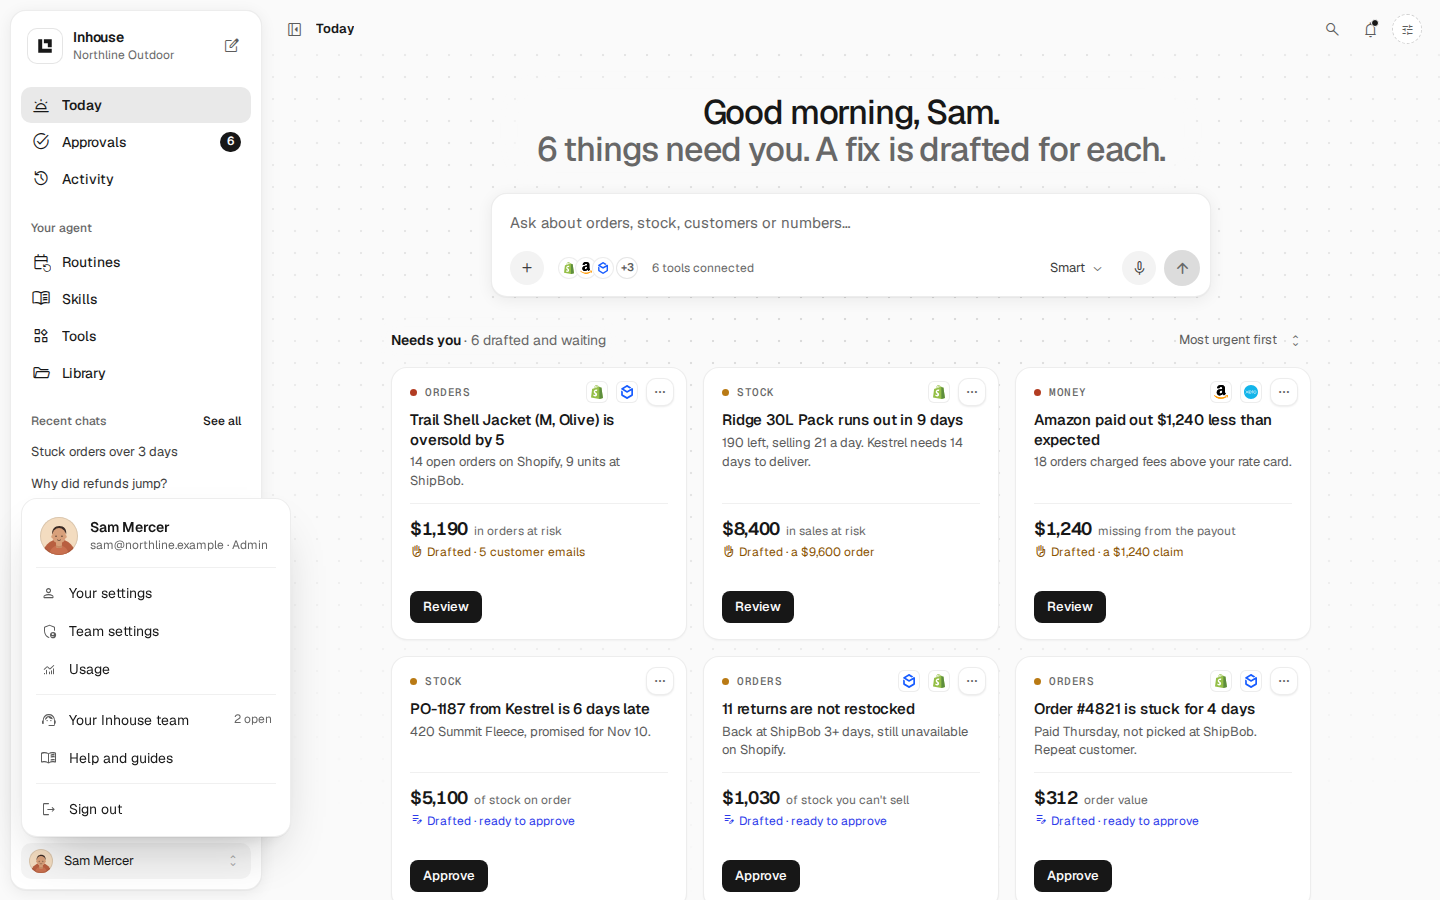 Inhouse
Northline Outdoor
Today
Approvals
6
Activity
Your agent
Routines
Skills
Tools
Library
Recent chats
See all
Stuck orders over 3 days
Why did refunds jump?
Sam Mercer
sam@northline.example · Admin
Your settings
Team settings
Usage
Your Inhouse team
2 open
Help and guides
Sign out
Sam Mercer
Today
Good morning, Sam.
6 things need you. A fix is drafted for each.
Ask about orders, stock, customers or numbers...
+3
6 tools connected
Smart
Needs you · 6 drafted and waiting
Most urgent first
ORDERS
Trail Shell Jacket (M, Olive) is
oversold by 5
14 open orders on Shopify, 9 units at
ShipBob.
$1,190 in orders at risk
Drafted · 5 customer emails
Review
STOCK
Ridge 30L Pack runs out in 9 days
190 left, selling 21 a day. Kestrel needs 14
days to deliver.
$8,400 in sales at risk
Drafted · a $9,600 order
Review
MONEY
Amazon paid out $1,240 less than
expected
18 orders charged fees above your rate card.
$1,240 missing from the payout
Drafted · a $1,240 claim
Review
STOCK
PO-1187 from Kestrel is 6 days late
420 Summit Fleece, promised for Nov 10.
$5,100 of stock on order
Drafted · ready to approve
Approve
ORDERS
11 returns are not restocked
Back at ShipBob 3+ days, still unavailable
on Shopify.
$1,030 of stock you can't sell
Drafted · ready to approve
Approve
ORDERS
Order #4821 is stuck for 4 days
Paid Thursday, not picked at ShipBob.
Repeat customer.
$312 order value
Drafted · ready to approve
Approve